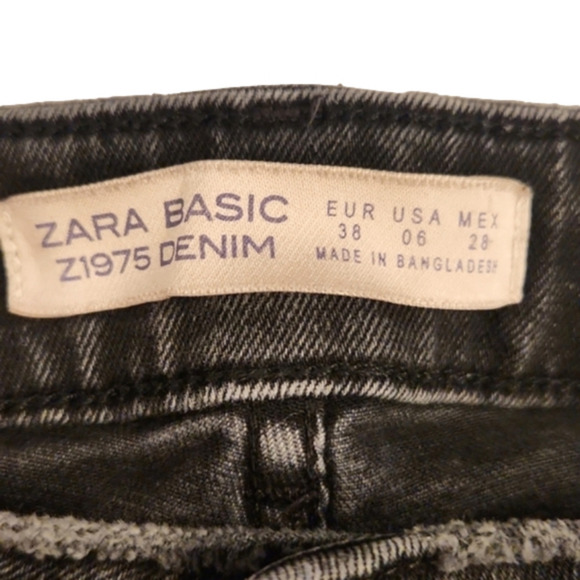 ZARA BASIC
Z1975 DENIM
EUR USA MEX
38 06 28
MADE IN BANGLADESH